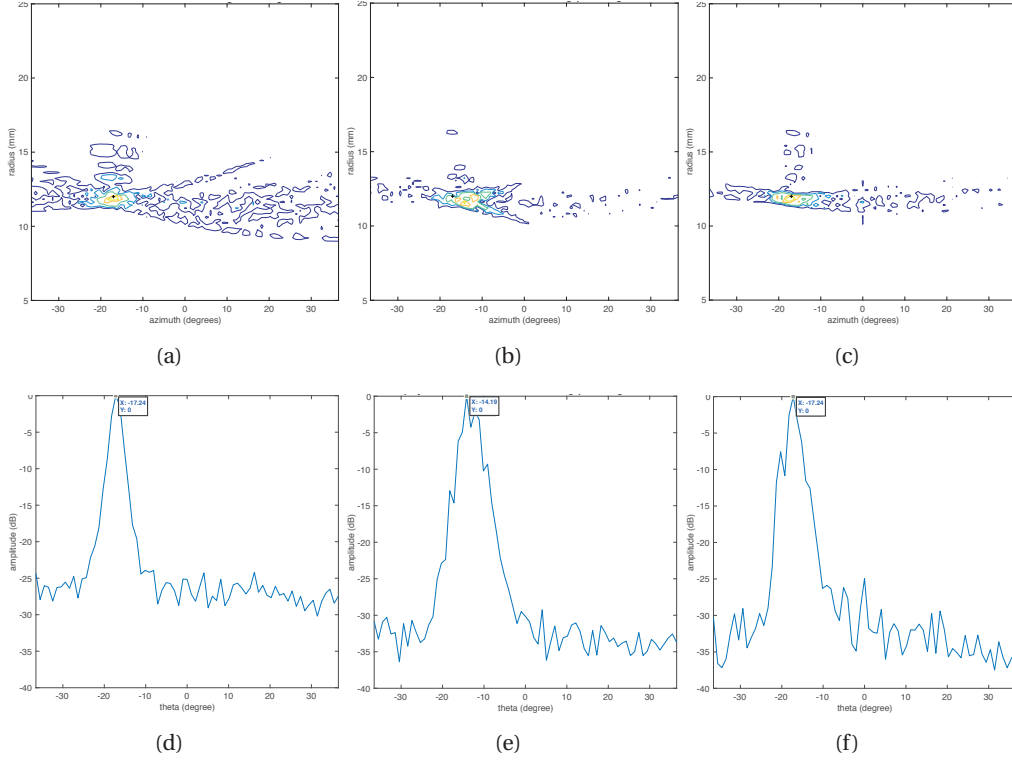 25
20
15
10
5
radius (mm)
-30 -20 -10 0 10 20 30
azimuth (degrees)
(a)
25
20
15
10
5
radius (mm)
-30 -20 -10 0 10 20 30
azimuth (degrees)
(b)
25
20
15
10
5
radius (mm)
-30 -20 -10 0 10 20 30
azimuth (degrees)
(c)
0
-5
-10
-15
-20
-25
-30
-35
-40
amplitude (dB)
X: -17.24
Y: 0
-30 -20 -10 0 10 20 30
theta (degree)
(d)
0
-5
-10
-15
-20
-25
-30
-35
-40
amplitude (dB)
X: -14.19
Y: 0
-30 -20 -10 0 10 20 30
theta (degree)
(e)
0
-5
-10
-15
-20
-25
-30
-35
-40
amplitude (dB)
X: -17.24
Y: 0
-30 -20 -10 0 10 20 30
theta (degree)
(f)